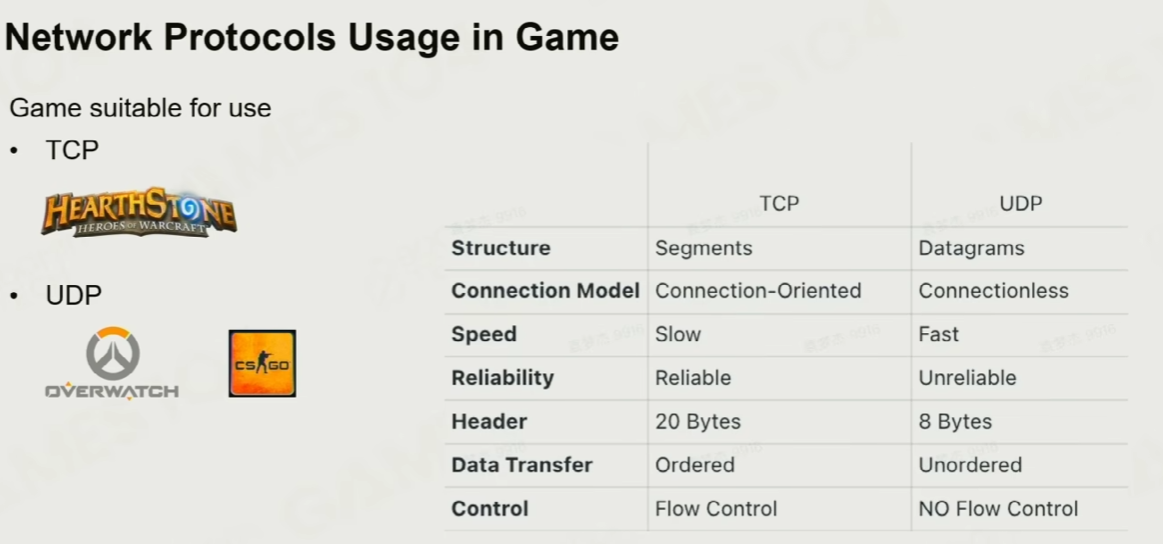 Network Protocols Usage in Game
Game suitable for use
• TCP
HEARTHSTONE
HEROES OF WARCRAFT
• UDP
OVERWATCH
CS GO
TCP UDP
Structure Segments Datagrams
Connection Model Connection-Oriented Connectionless
Speed Slow Fast
Reliability Reliable Unreliable
Header 20 Bytes 8 Bytes
Data Transfer Ordered Unordered
Control Flow Control NO Flow Control
GAMES 104